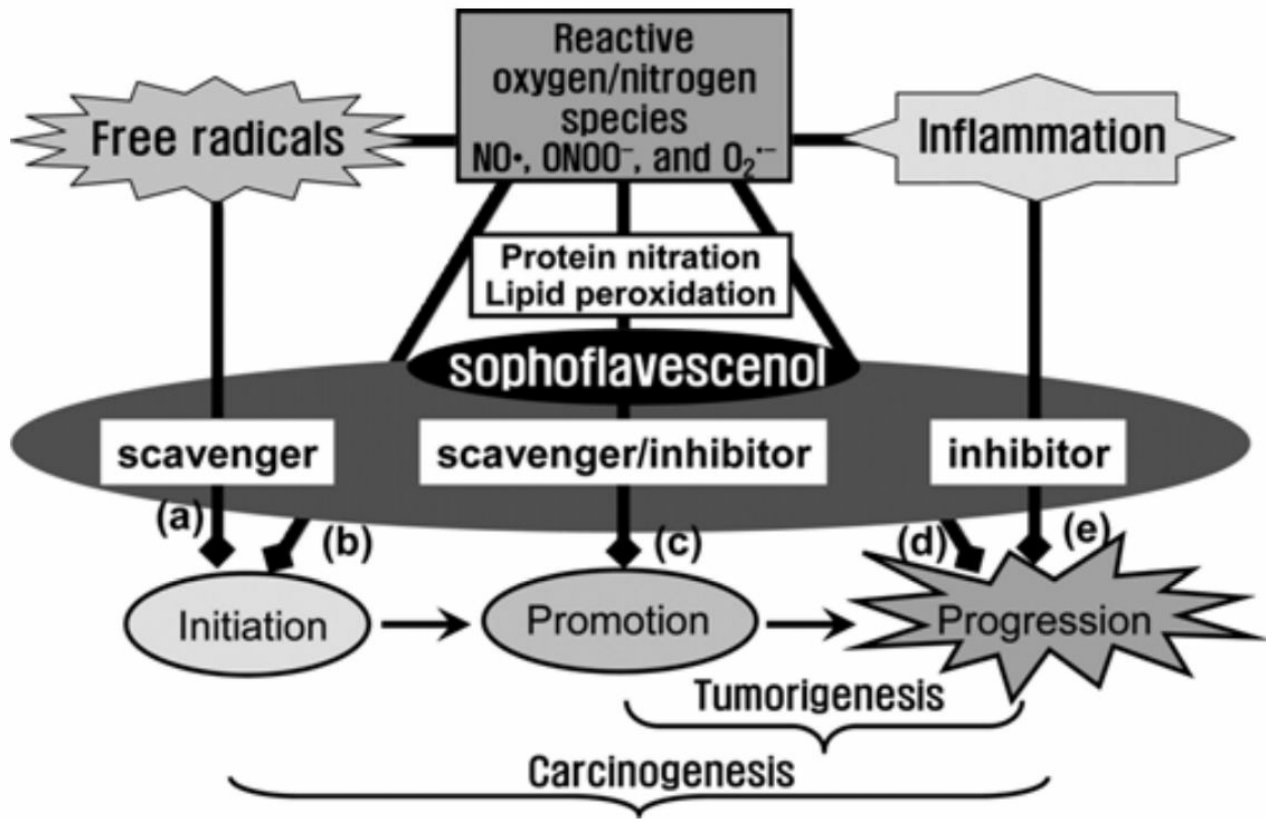 Reactive
oxygen/nitrogen
species
NO•, ONOO⁻, and O₂•⁻
Free radicals
Inflammation
Protein nitration
Lipid peroxidation
sophoflavescenol
scavenger
scavenger/inhibitor
inhibitor
(a)
(b)
(c)
(d)
(e)
Initiation
Promotion
Progression
Tumorigenesis
Carcinogenesis